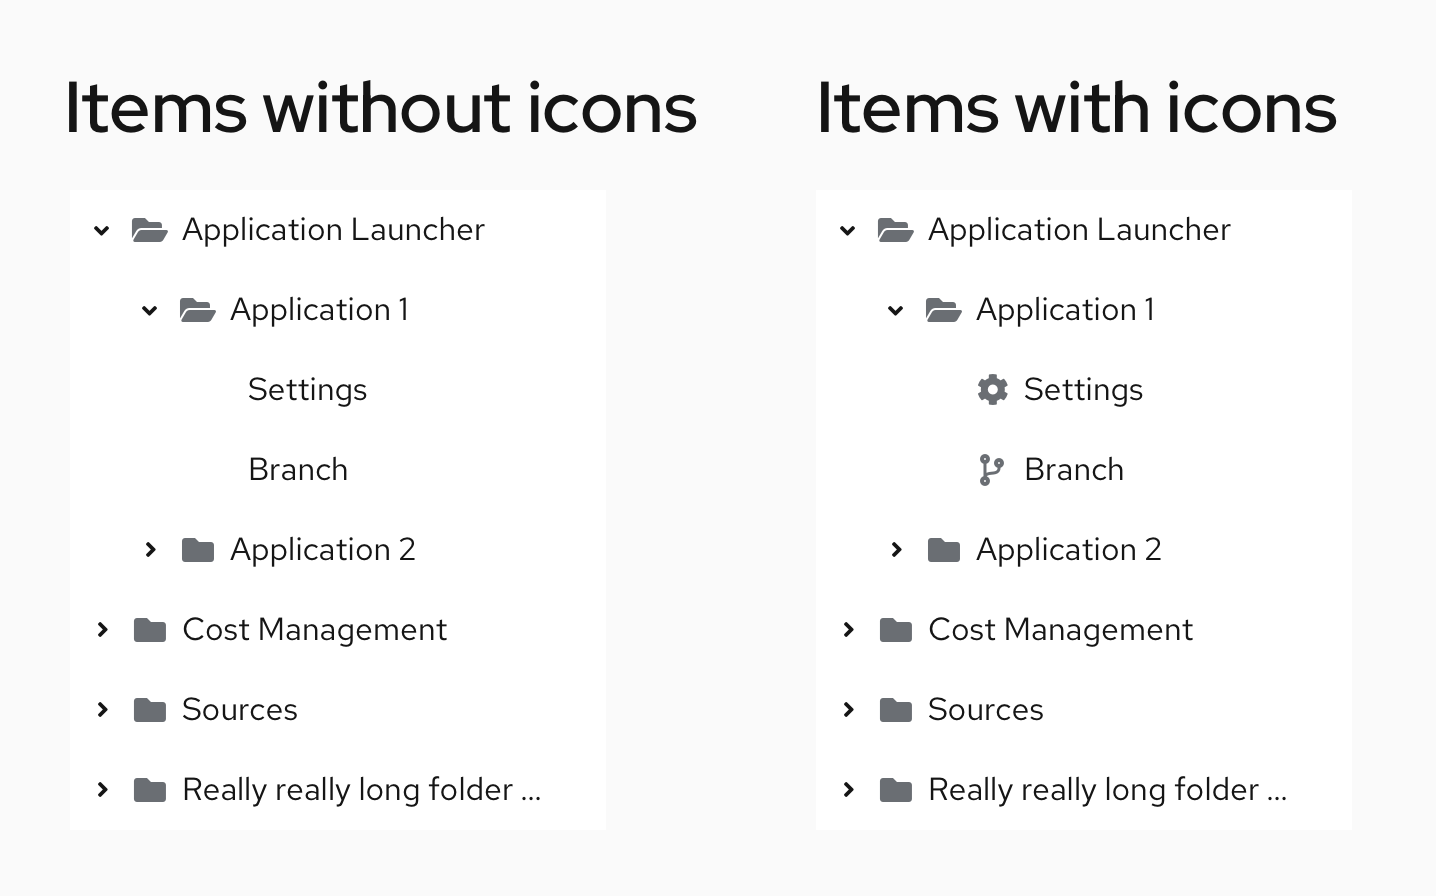 Items without icons
Application Launcher
Application 1
Settings
Branch
Application 2
Cost Management
Sources
Really really long folder ...
Items with icons
Application Launcher
Application 1
Settings
Branch
Application 2
Cost Management
Sources
Really really long folder ...